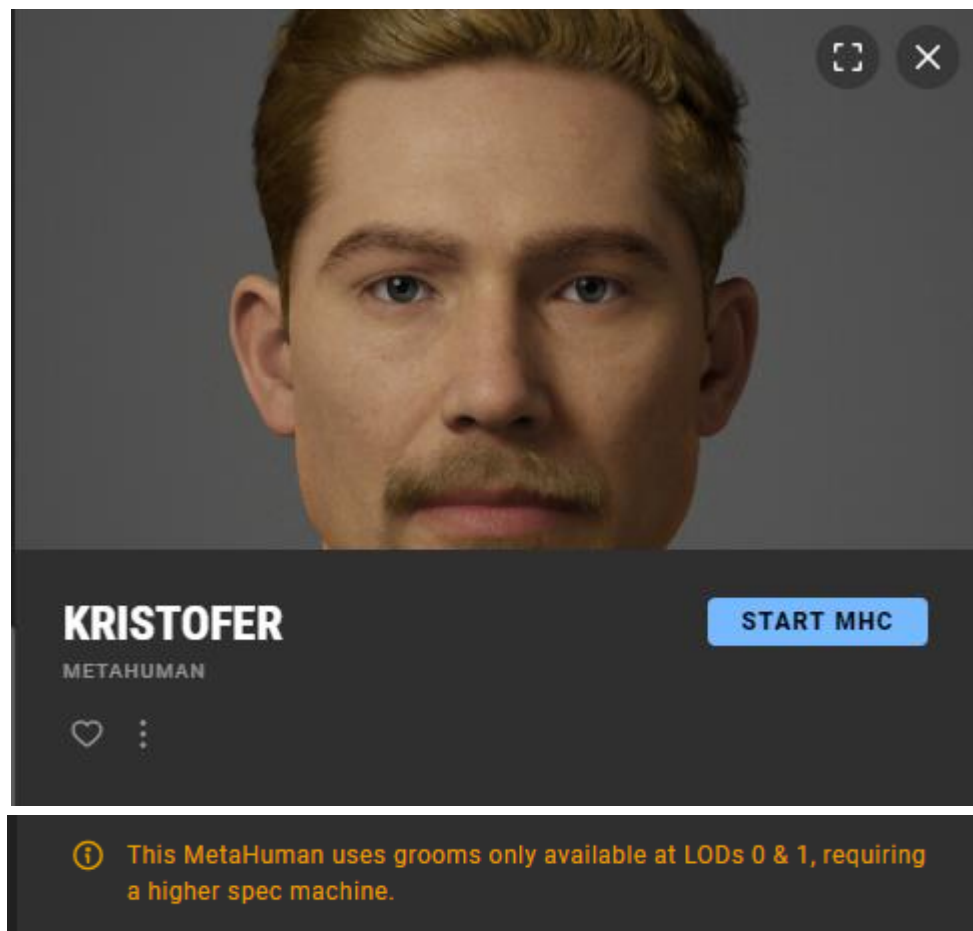 KRISTOFER
START MHC
METAHUMAN
This MetaHuman uses grooms only available at LODs 0 & 1, requiring
a higher spec machine.